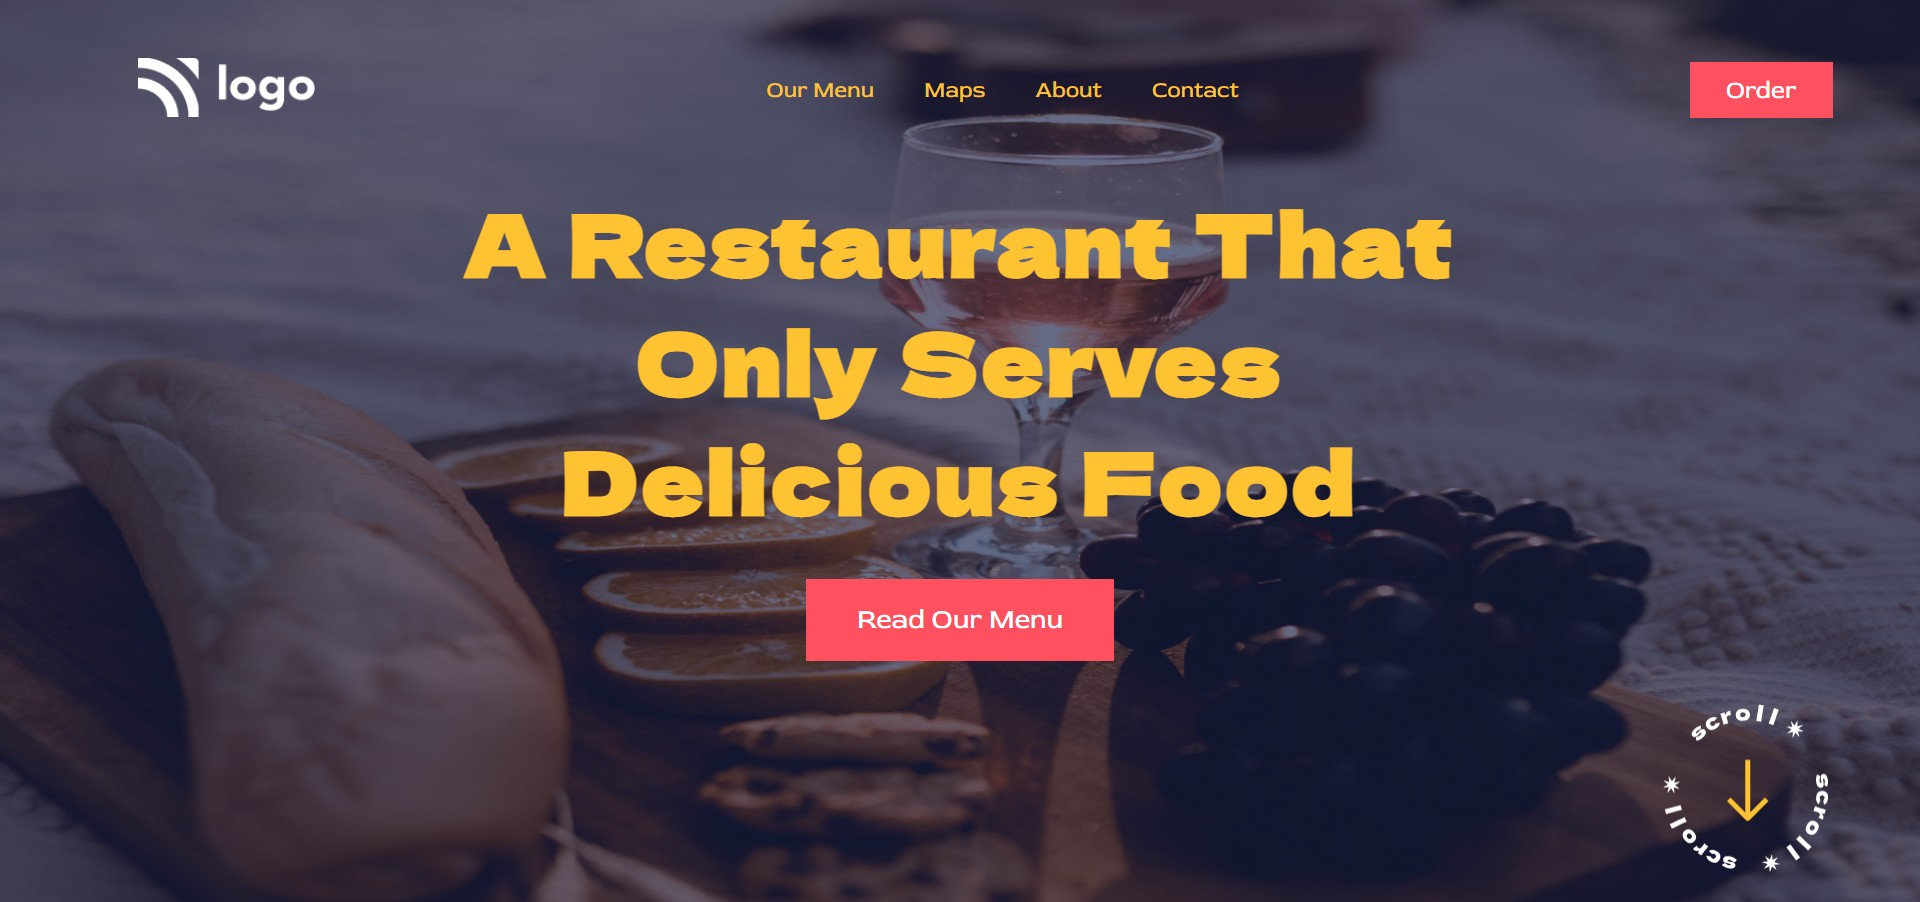 logo
Our Menu
Maps
About
Contact
Order
A Restaurant That
Only Serves
Delicious Food
Read Our Menu
scroll
scroll
scroll